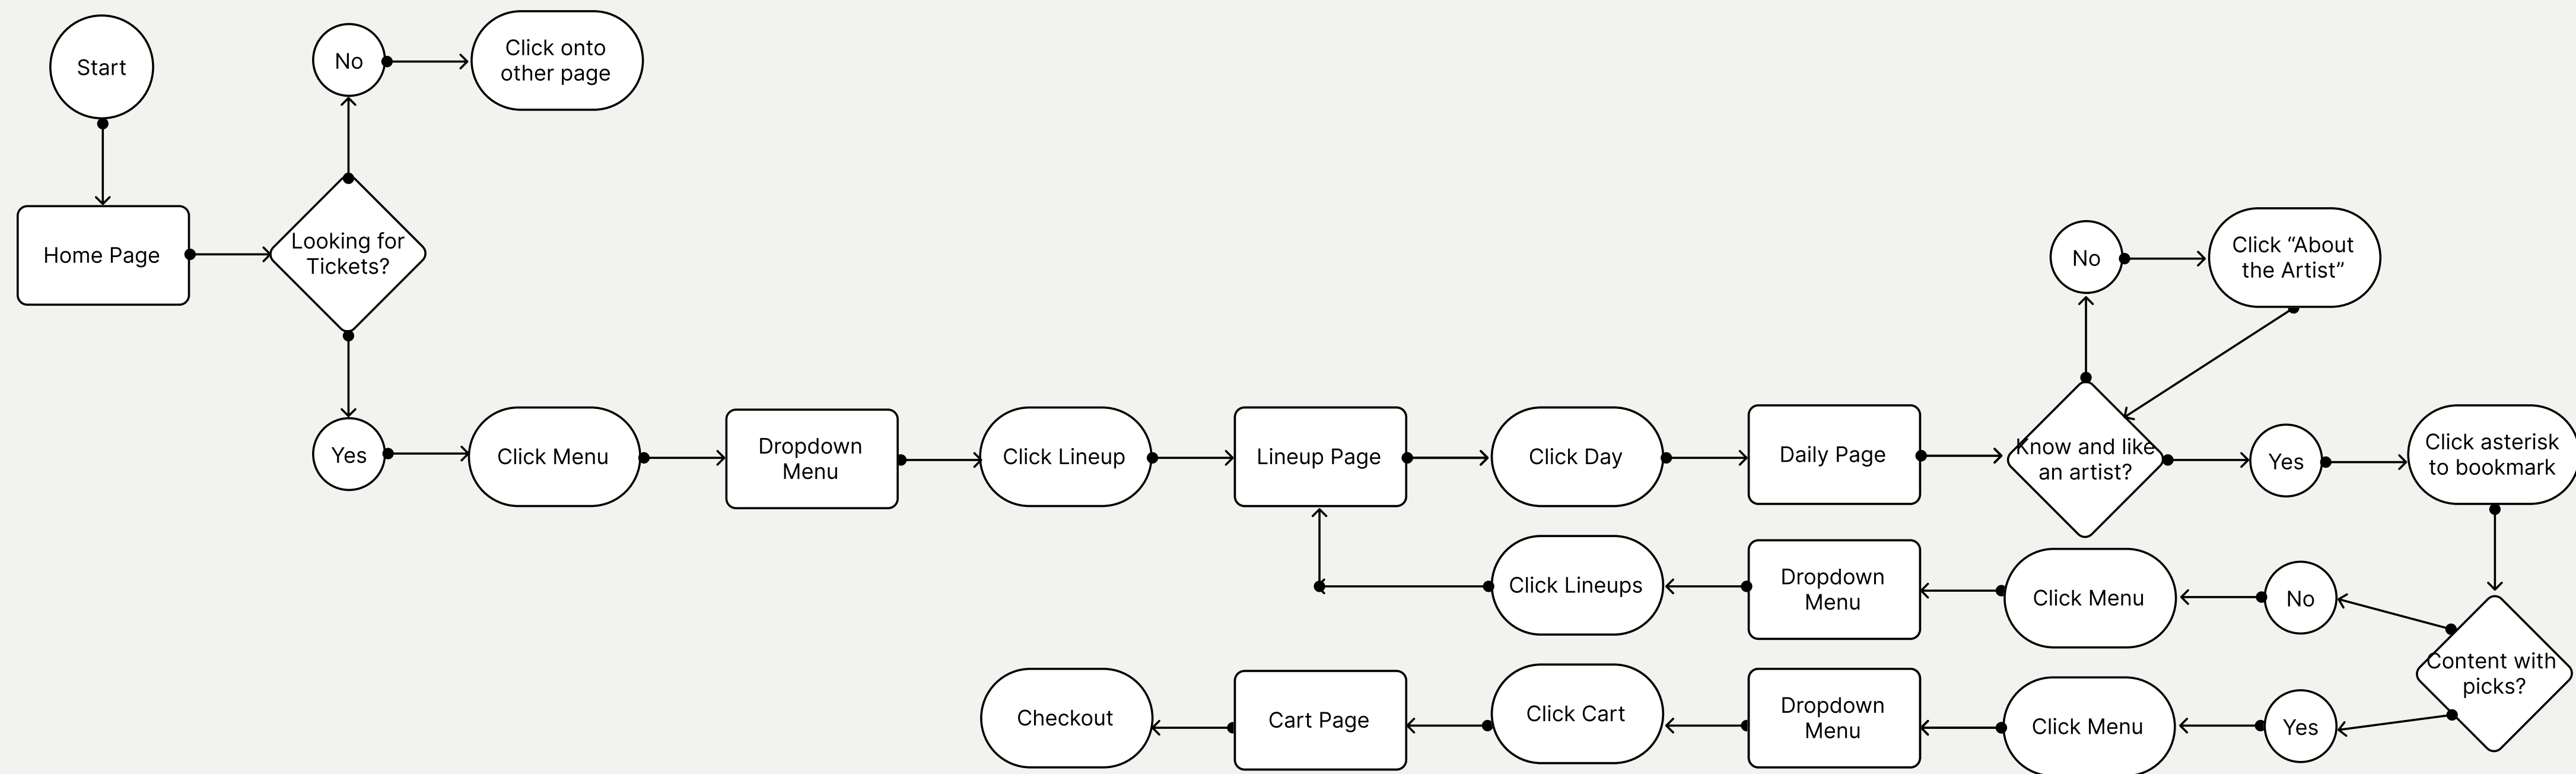 Start
No
Click onto
other page
Home Page
Looking for
Tickets?
No
Click “About
the Artist”
Yes
Click Menu
Dropdown
Menu
Click Lineup
Lineup Page
Click Day
Daily Page
Know and like
an artist?
Yes
Click asterisk
to bookmark
Click Lineups
Dropdown
Menu
Click Menu
No
Content with
picks?
Checkout
Cart Page
Click Cart
Dropdown
Menu
Click Menu
Yes